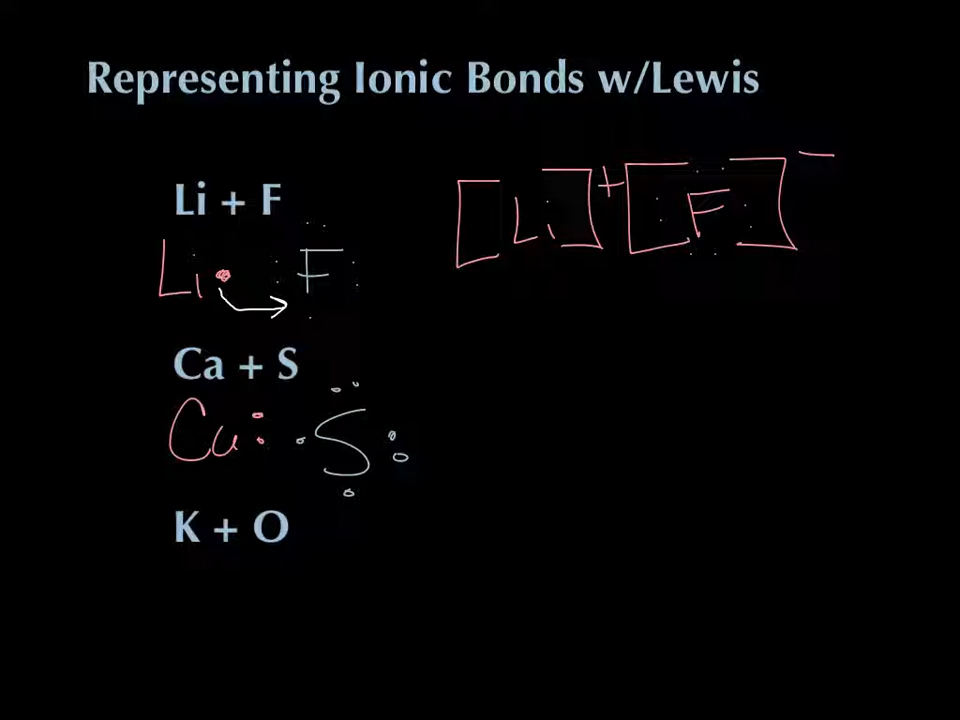 Representing Ionic Bonds w/Lewis
Li + F
[Li]+ [F]−
Li F
Ca + S
Ca S
K + O